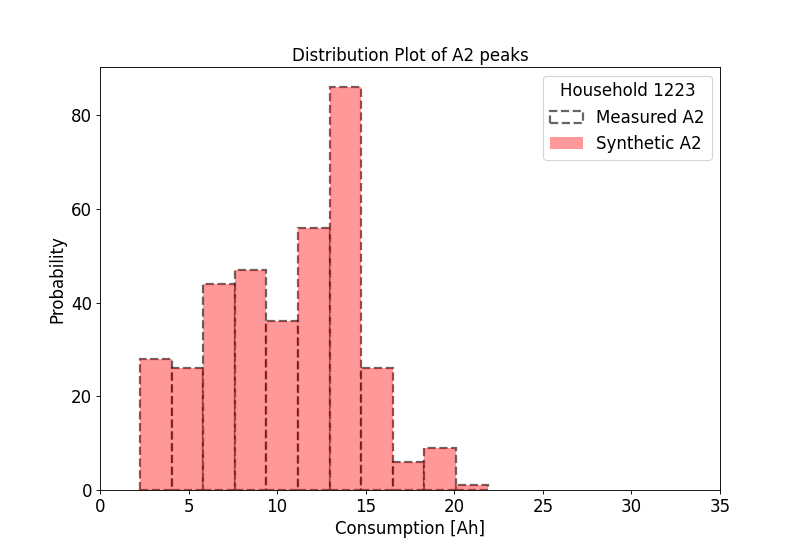 Distribution Plot of A2 peaks
Household 1223
Measured A2
Synthetic A2
80
60
40
20
0
Probability
0 5 10 15 20 25 30 35
Consumption [Ah]